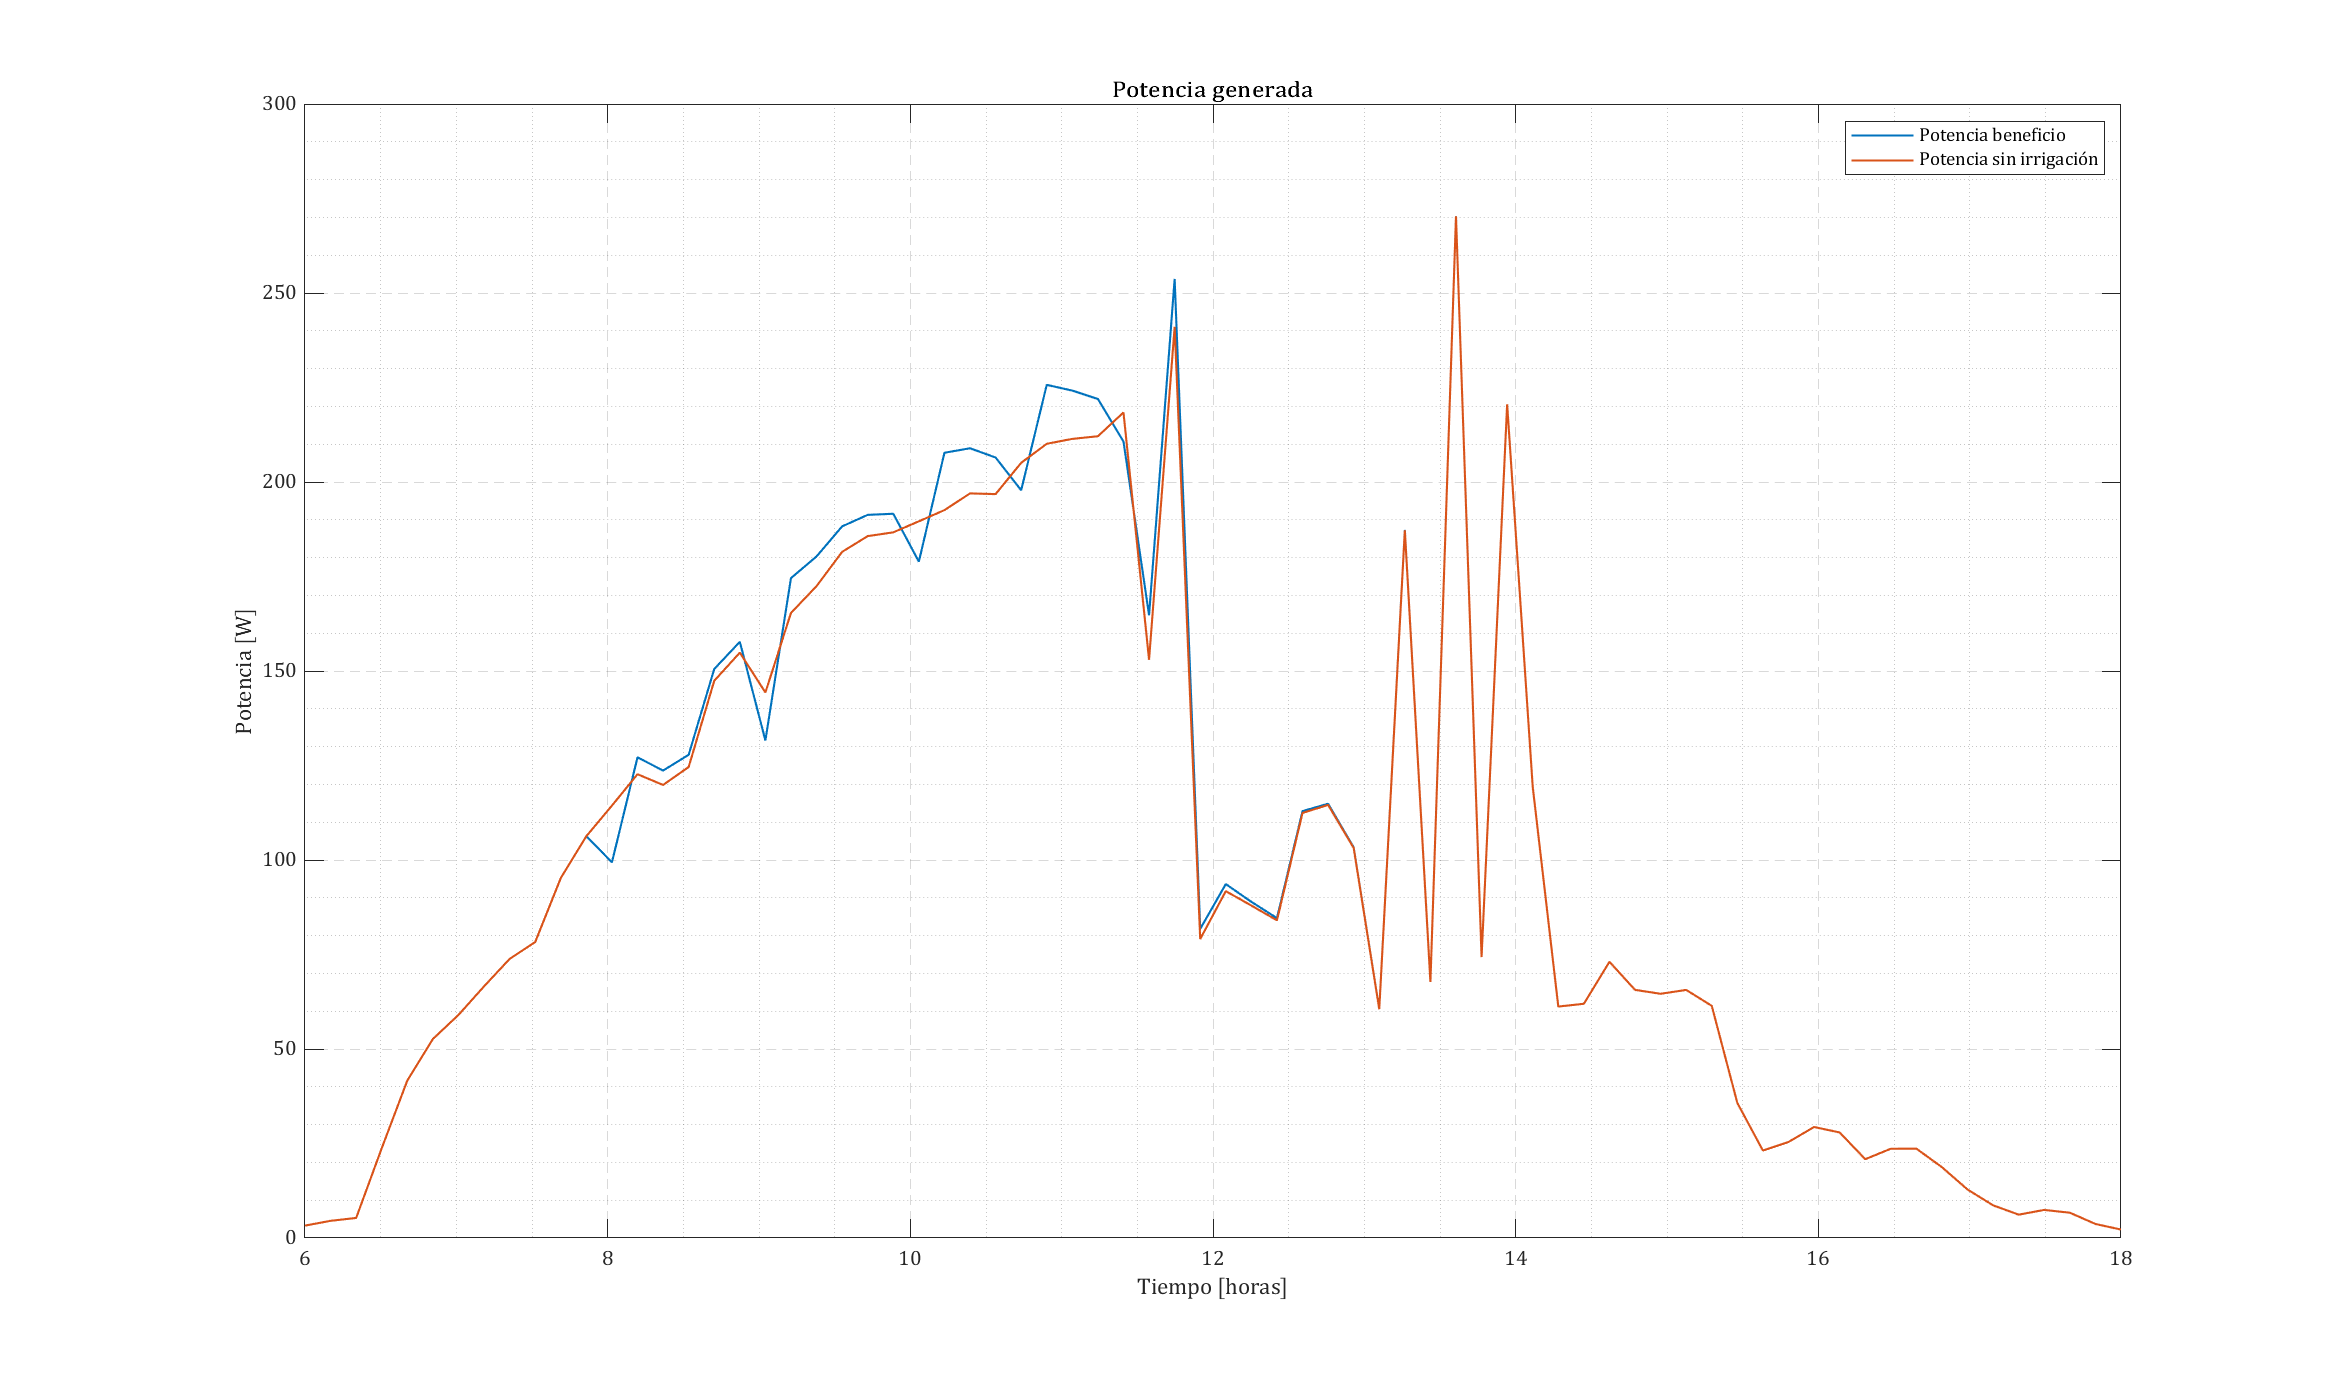 Potencia generada
300
250
200
150
100
50
0
Potencia [W]
Potencia beneficio
Potencia sin irrigación
6
8
10
12
14
16
18
Tiempo [horas]